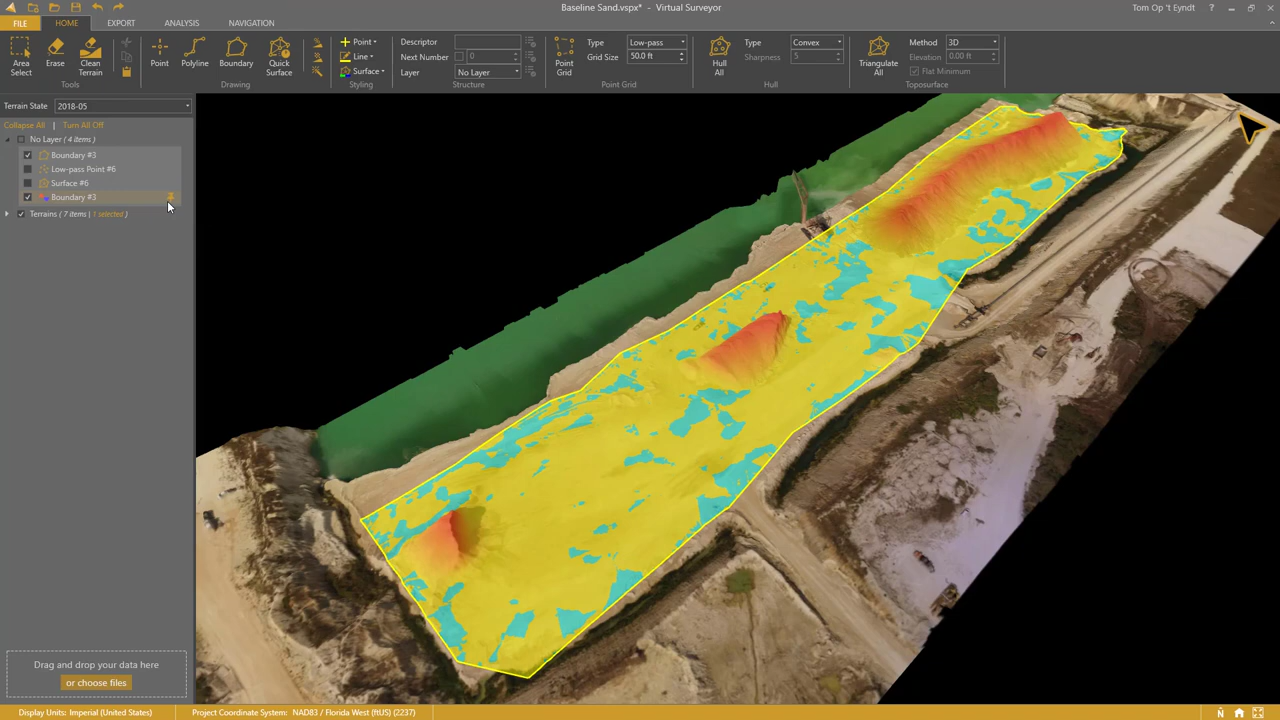 Baseline Sand.vspx* - Virtual Surveyor
Tom Op 't Eyndt
?
FILE
HOME
EXPORT
ANALYSIS
NAVIGATION
Area Select
Erase
Clean Terrain
Tools
Point
Polyline
Boundary
Quick Surface
Drawing
Point
Line
Surface
Styling
Descriptor
Next Number
0
Layer
No Layer
Structure
Point Grid
Type
Low-pass
Grid Size
50.0 ft
Point Grid
Hull All
Type
Convex
Sharpness
5
Hull
Triangulate All
Method
3D
Elevation
0.00 ft
Flat Minimum
Toposurface
Terrain State
2018-05
Collapse All | Turn All Off
No Layer ( 4 items )
Boundary #3
Low-pass Point #6
Surface #6
Boundary #3
Terrains ( 7 items | 1 selected )
Drag and drop your data here
or choose files
Display Units: Imperial (United States)
Project Coordinate System: NAD83 / Florida West (ftUS) (2237)
N